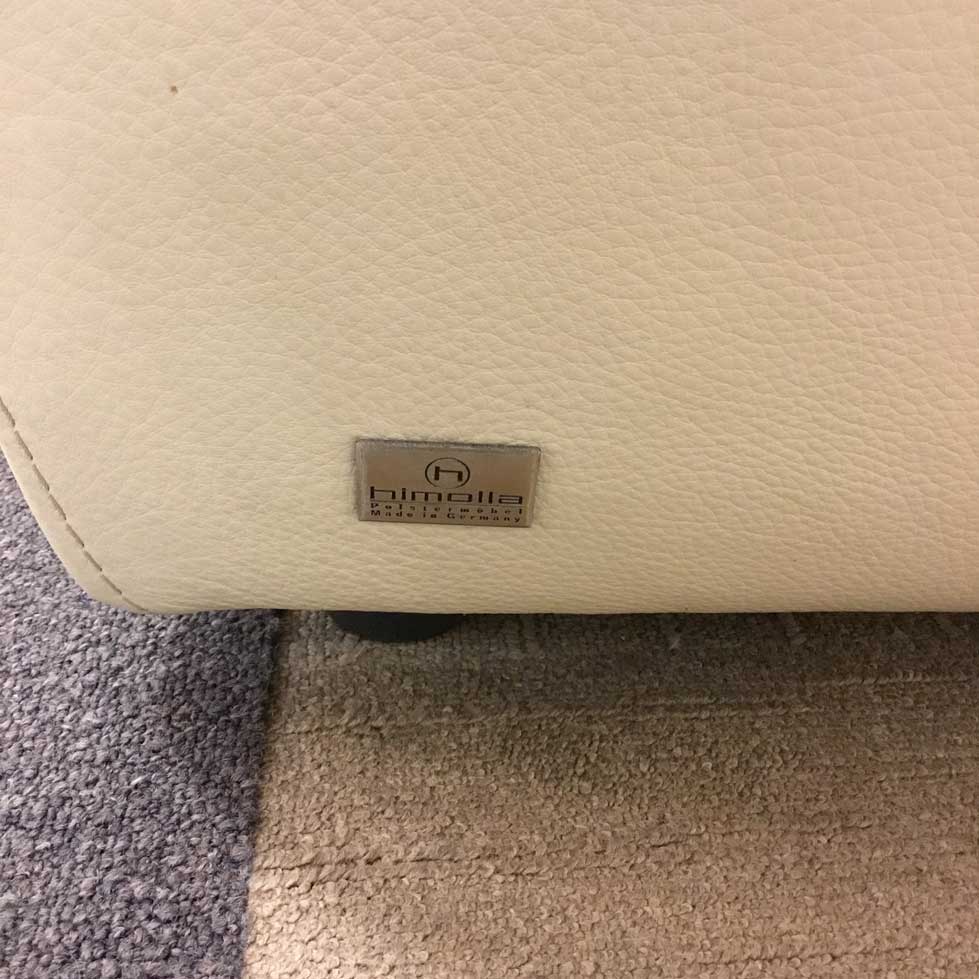 h
himolla
Polstermöbel
Made in Germany